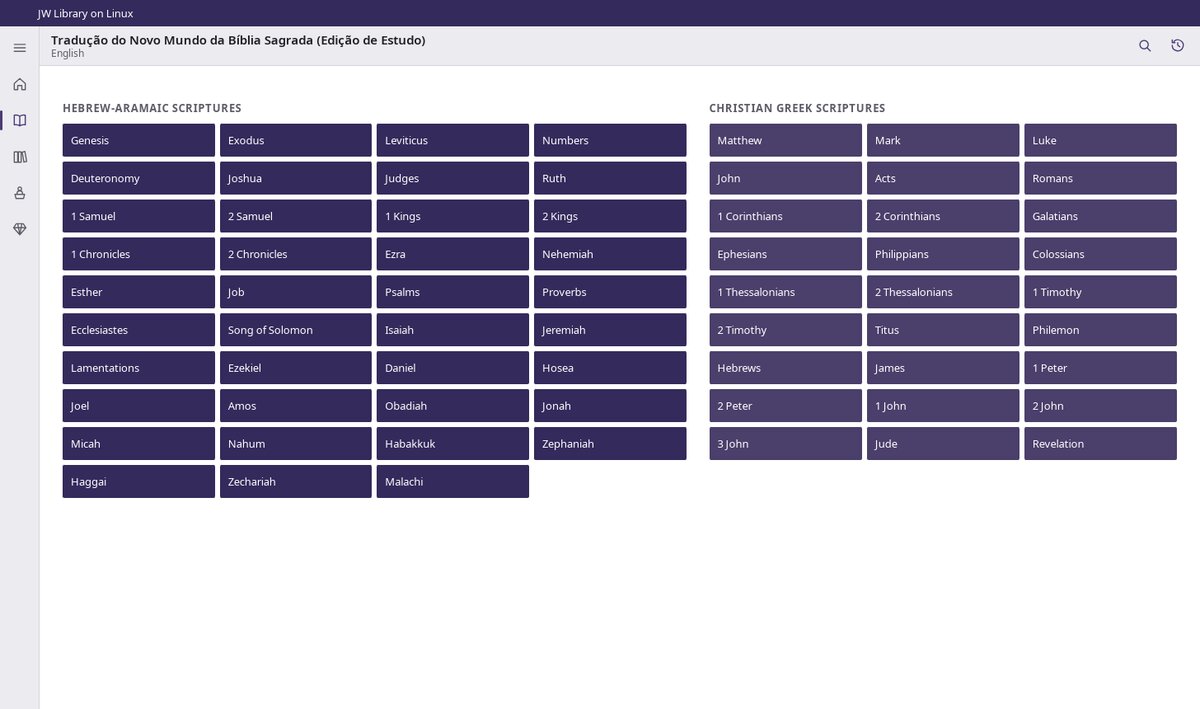 JW Library on Linux
Tradução do Novo Mundo da Bíblia Sagrada (Edição de Estudo)
English
HEBREW-ARAMAIC SCRIPTURES
Genesis Exodus Leviticus Numbers
Deuteronomy Joshua Judges Ruth
1 Samuel 2 Samuel 1 Kings 2 Kings
1 Chronicles 2 Chronicles Ezra Nehemiah
Esther Job Psalms Proverbs
Ecclesiastes Song of Solomon Isaiah Jeremiah
Lamentations Ezekiel Daniel Hosea
Joel Amos Obadiah Jonah
Micah Nahum Habakkuk Zephaniah
Haggai Zechariah Malachi
CHRISTIAN GREEK SCRIPTURES
Matthew Mark Luke
John Acts Romans
1 Corinthians 2 Corinthians Galatians
Ephesians Philippians Colossians
1 Thessalonians 2 Thessalonians 1 Timothy
2 Timothy Titus Philemon
Hebrews James 1 Peter
2 Peter 1 John 2 John
3 John Jude Revelation